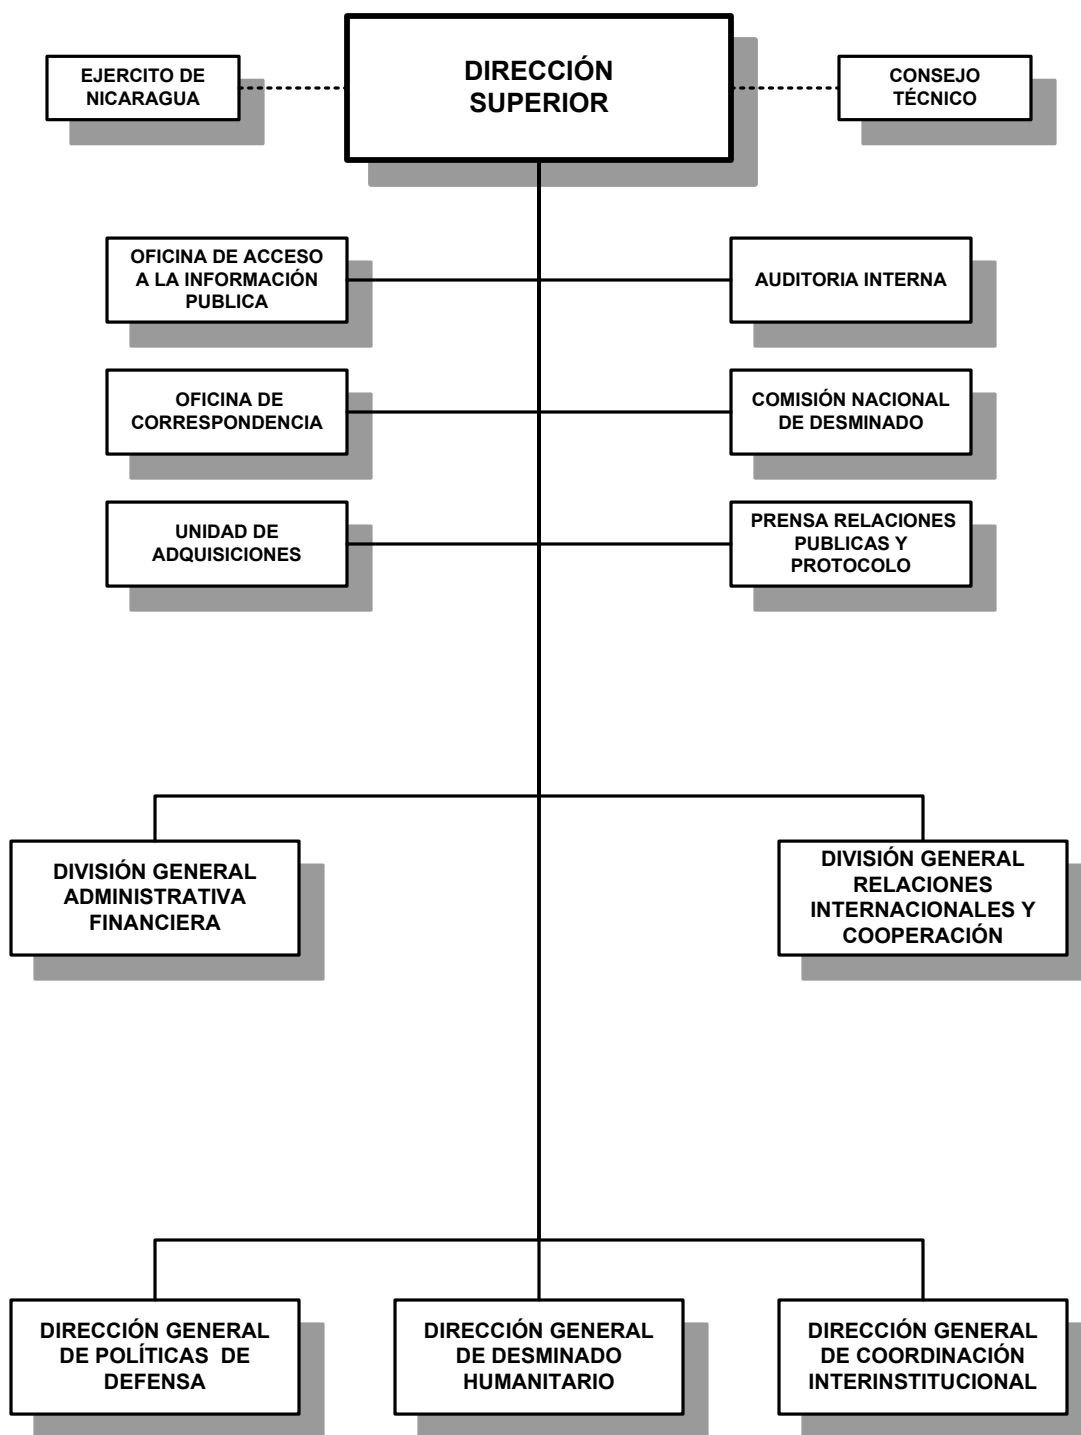 EJERCITO DE
NICARAGUA
DIRECCIÓN
SUPERIOR
CONSEJO
TÉCNICO
OFICINA DE ACCESO
A LA INFORMACIÓN
PUBLICA
AUDITORIA INTERNA
OFICINA DE
CORRESPONDENCIA
COMISIÓN NACIONAL
DE DESMINADO
UNIDAD DE
ADQUISICIONES
PRENSA RELACIONES
PUBLICAS Y
PROTOCOLO
DIVISIÓN GENERAL
ADMINISTRATIVA
FINANCIERA
DIVISIÓN GENERAL
RELACIONES
INTERNACIONALES Y
COOPERACIÓN
DIRECCIÓN GENERAL
DE POLÍTICAS DE
DEFENSA
DIRECCIÓN GENERAL
DE DESMINADO
HUMANITARIO
DIRECCIÓN GENERAL
DE COORDINACIÓN
INTERINSTITUCIONAL